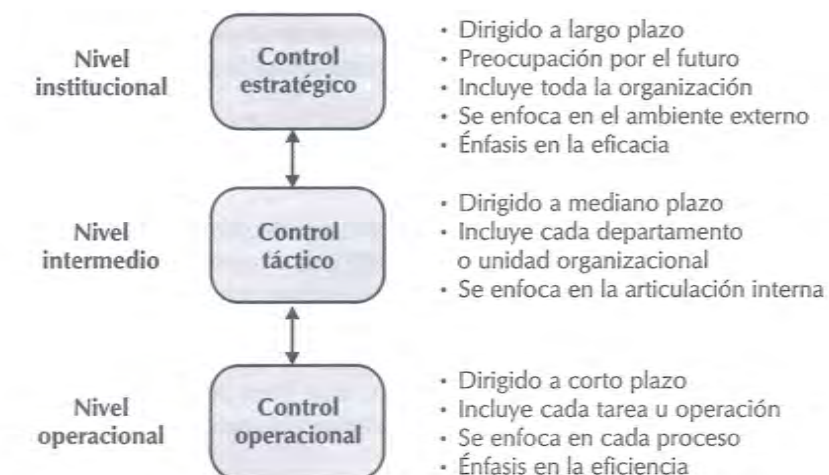 Nivel
institucional
Control
estratégico
• Dirigido a largo plazo
• Preocupación por el futuro
• Incluye toda la organización
• Se enfoca en el ambiente externo
• Énfasis en la eficacia
Nivel
intermedio
Control
táctico
• Dirigido a mediano plazo
• Incluye cada departamento
o unidad organizacional
• Se enfoca en la articulación interna
Nivel
operacional
Control
operacional
• Dirigido a corto plazo
• Incluye cada tarea u operación
• Se enfoca en cada proceso
• Énfasis en la eficiencia